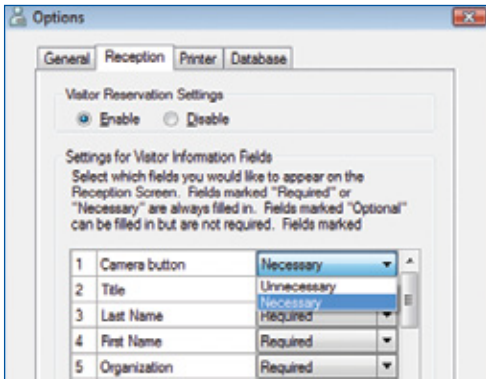 Options
General Reception Printer Database
Visitor Reservation Settings
Enable Disable
Settings for Visitor Information Fields
Select which fields you would like to appear on the
Reception Screen. Fields marked "Required" or
"Necessary" are always filled in. Fields marked "Optional"
can be filled in but are not required. Fields marked
1 Camera button Necessary
2 Title Unnecessary
Necessary
3 Last Name Required
4 First Name Required
5 Organization Required